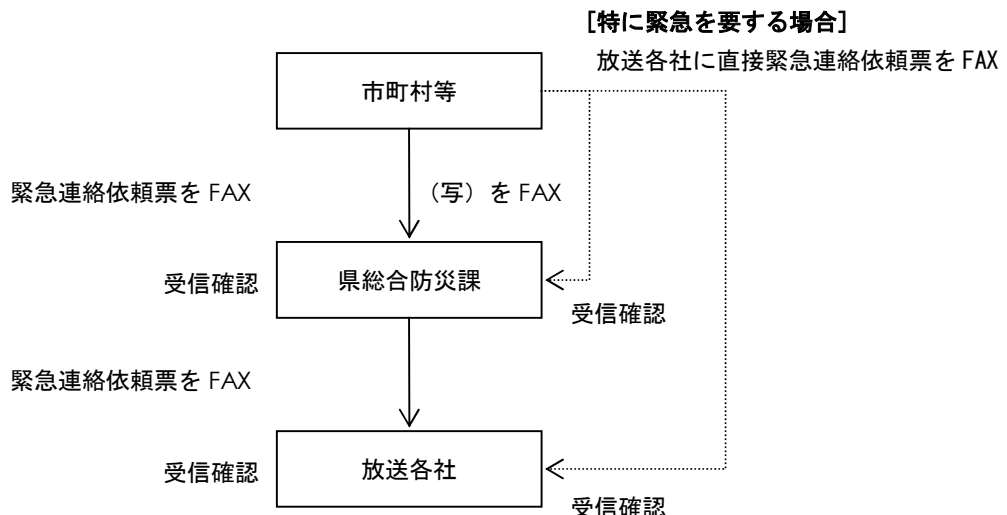 [特に緊急を要する場合]
放送各社に直接緊急連絡依頼票を FAX
市町村等
緊急連絡依頼票を FAX
（写）を FAX
県総合防災課
受信確認
受信確認
緊急連絡依頼票を FAX
放送各社
受信確認
受信確認